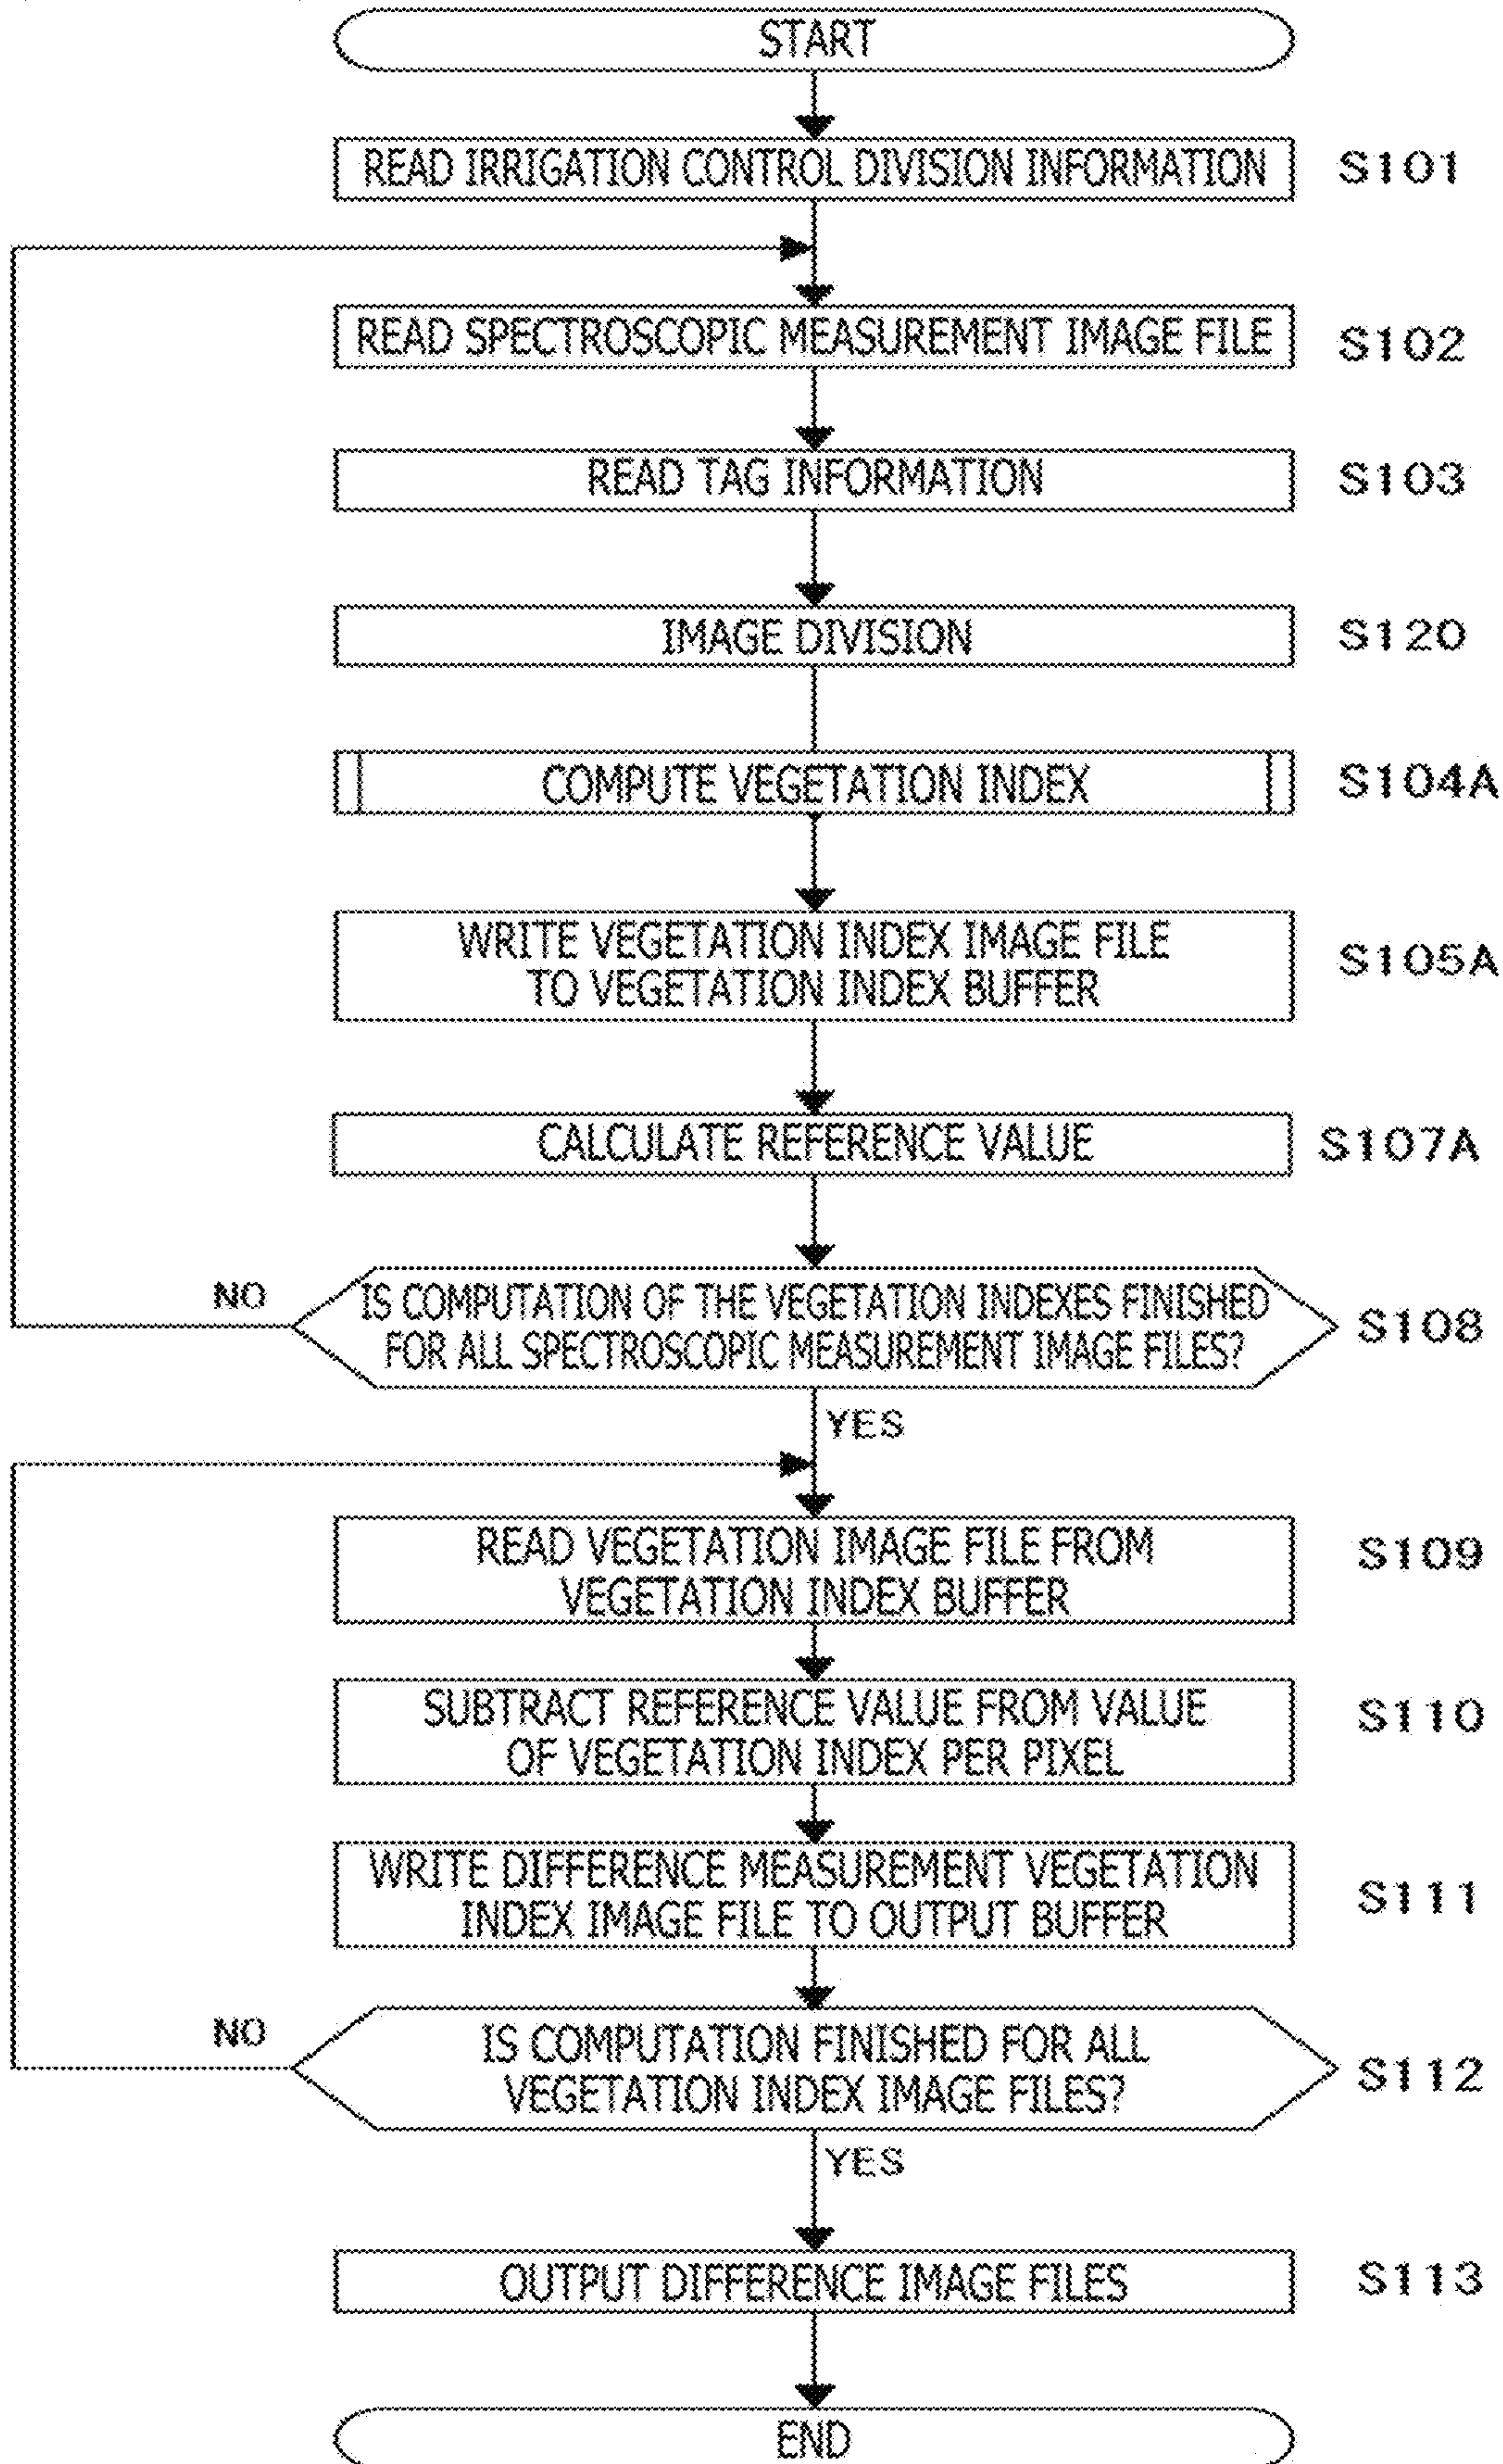 START
READ IRRIGATION CONTROL DIVISION INFORMATION
S101
READ SPECTROSCOPIC MEASUREMENT IMAGE FILE
S102
READ TAG INFORMATION
S103
IMAGE DIVISION
S120
COMPUTE VEGETATION INDEX
S104A
WRITE VEGETATION INDEX IMAGE FILE
TO VEGETATION INDEX BUFFER
S105A
CALCULATE REFERENCE VALUE
S107A
NO
IS COMPUTATION OF THE VEGETATION INDEXES FINISHED
FOR ALL SPECTROSCOPIC MEASUREMENT IMAGE FILES?
S108
YES
READ VEGETATION IMAGE FILE FROM
VEGETATION INDEX BUFFER
S109
SUBTRACT REFERENCE VALUE FROM VALUE
OF VEGETATION INDEX PER PIXEL
S110
WRITE DIFFERENCE MEASUREMENT VEGETATION
INDEX IMAGE FILE TO OUTPUT BUFFER
S111
NO
IS COMPUTATION FINISHED FOR ALL
VEGETATION INDEX IMAGE FILES?
S112
YES
OUTPUT DIFFERENCE IMAGE FILES
S113
END